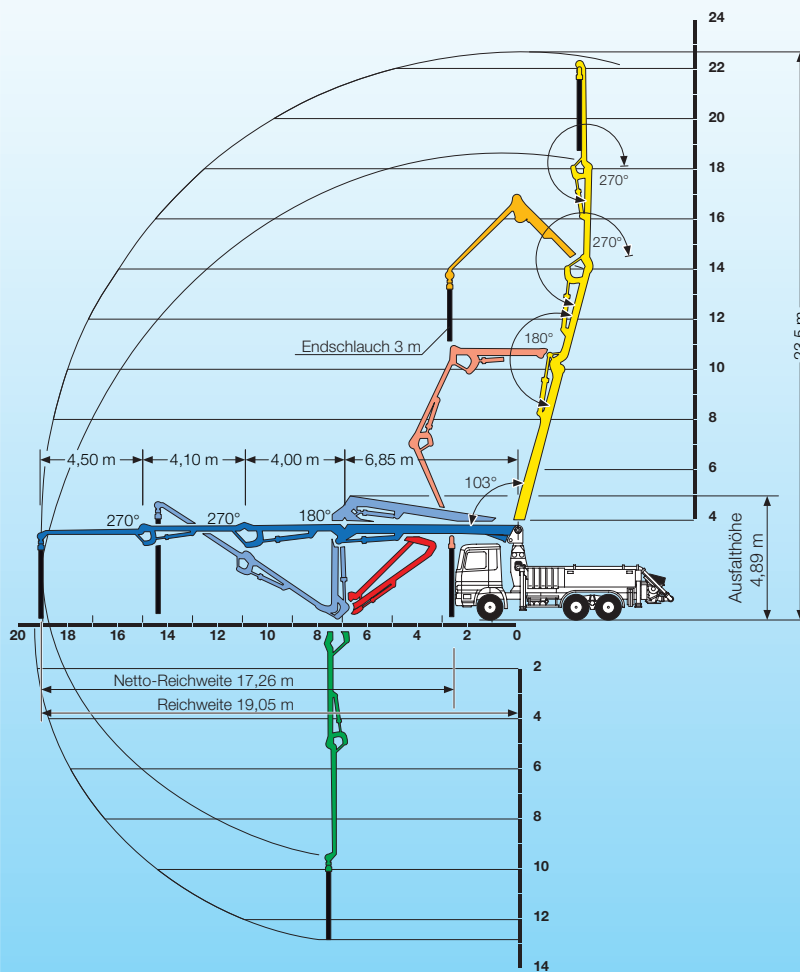 24
22
20
18
270°
16
270°
14
12
180°
Endschlauch 3 m
10
8
4,50 m
4,10 m
4,00 m
6,85 m
6
103°
4
270°
270°
180°
Ausfalthöhe
4,89 m
20 18 16 14 12 10 8 6 4 2 0
2
Netto-Reichweite 17,26 m
Reichweite 19,05 m
4
6
8
10
12
14